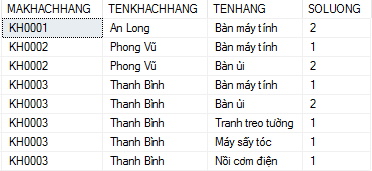 MAKHACHHANG TENKHACHHANG TENHANG SOLUONG
KH0001 An Long Bàn máy tính 2
KH0002 Phong Vũ Bàn máy tính 1
KH0002 Phong Vũ Bàn ủi 2
KH0003 Thanh Bình Bàn máy tính 1
KH0003 Thanh Bình Bàn ủi 2
KH0003 Thanh Bình Tranh treo tường 1
KH0003 Thanh Bình Máy sấy tóc 1
KH0003 Thanh Bình Nồi cơm điện 1